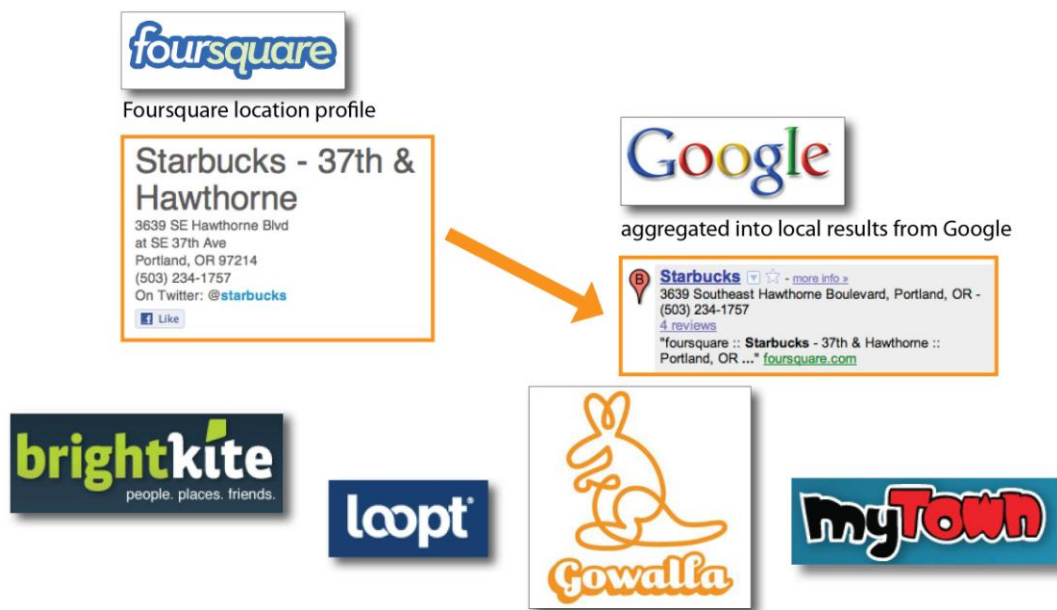 foursquare
Foursquare location profile
Starbucks - 37th &
Hawthorne
3639 SE Hawthorne Blvd
at SE 37th Ave
Portland, OR 97214
(503) 234-1757
On Twitter: @starbucks
Like
Google
aggregated into local results from Google
B
Starbucks - more info »
3639 Southeast Hawthorne Boulevard, Portland, OR -
(503) 234-1757
4 reviews
"foursquare :: Starbucks - 37th & Hawthorne ::
Portland, OR ..." foursquare.com
brightkite
people. places. friends.
loopt
Gowalla
myTown